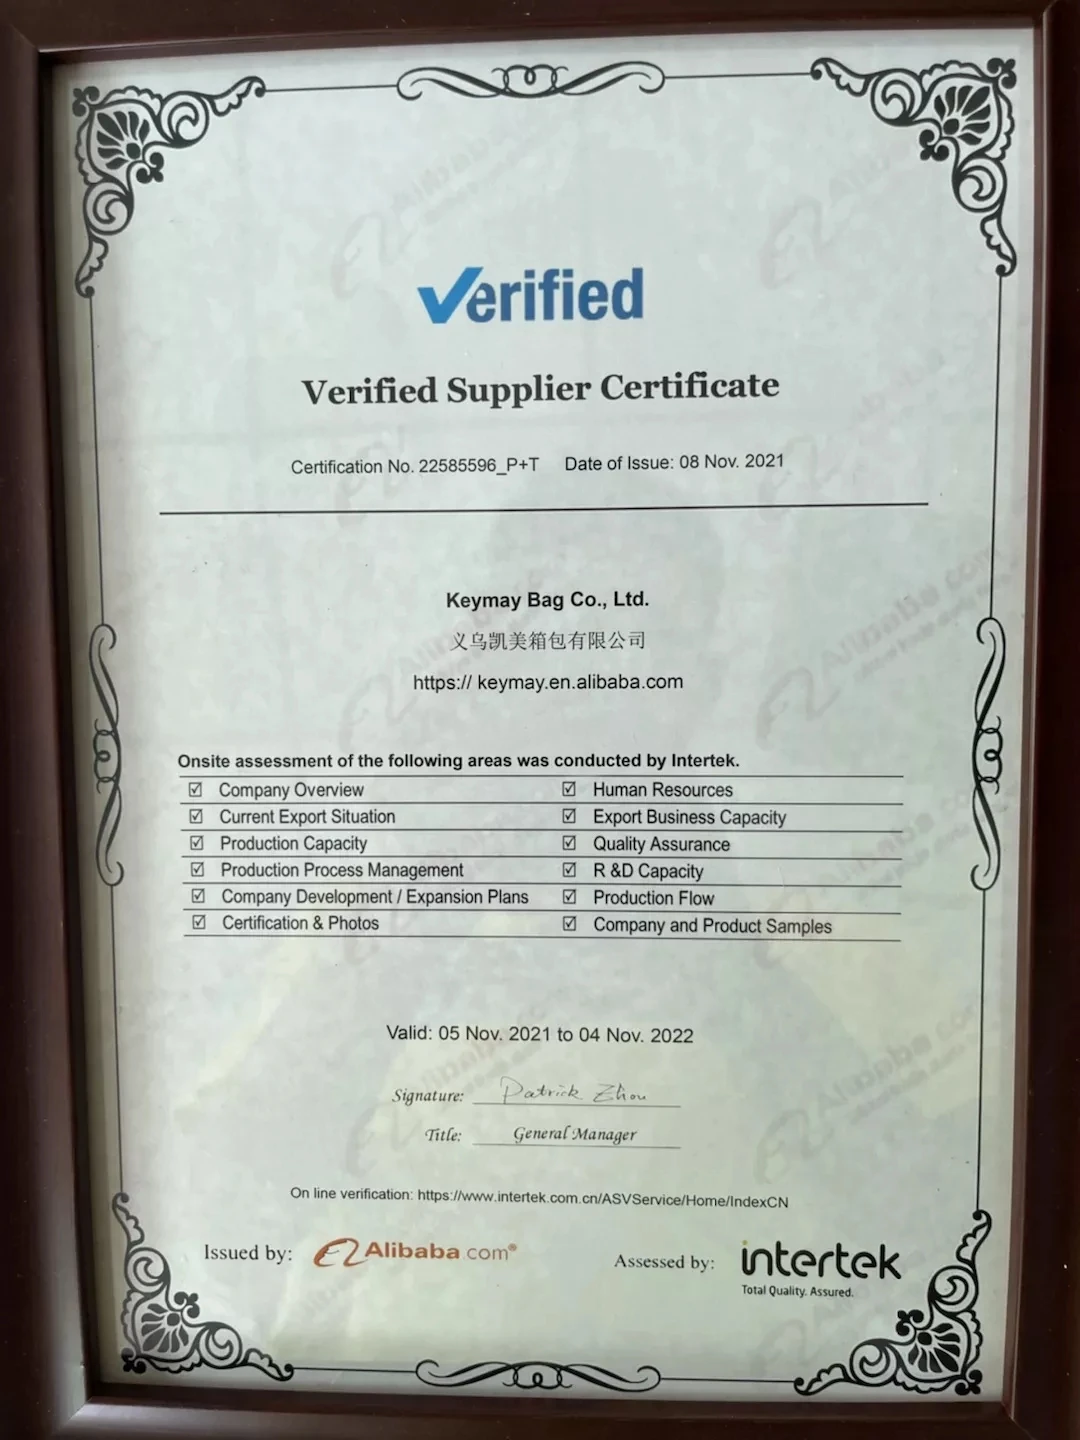 Verified
Verified Supplier Certificate
Certification No. 22585596_P+T Date of Issue: 08 Nov. 2021
Keymay Bag Co., Ltd.
义乌凯美箱包有限公司
https:// keymay.en.alibaba.com
Onsite assessment of the following areas was conducted by Intertek.
☑ Company Overview ☑ Human Resources
☑ Current Export Situation ☑ Export Business Capacity
☑ Production Capacity ☑ Quality Assurance
☑ Production Process Management ☑ R &D Capacity
☑ Company Development / Expansion Plans ☑ Production Flow
☑ Certification & Photos ☑ Company and Product Samples
Valid: 05 Nov. 2021 to 04 Nov. 2022
Signature: Patrick Zhou
Title: General Manager
On line verification: https://www.intertek.com.cn/ASVService/Home/IndexCN
Issued by: Alibaba.com® Assessed by: intertek
Total Quality. Assured.